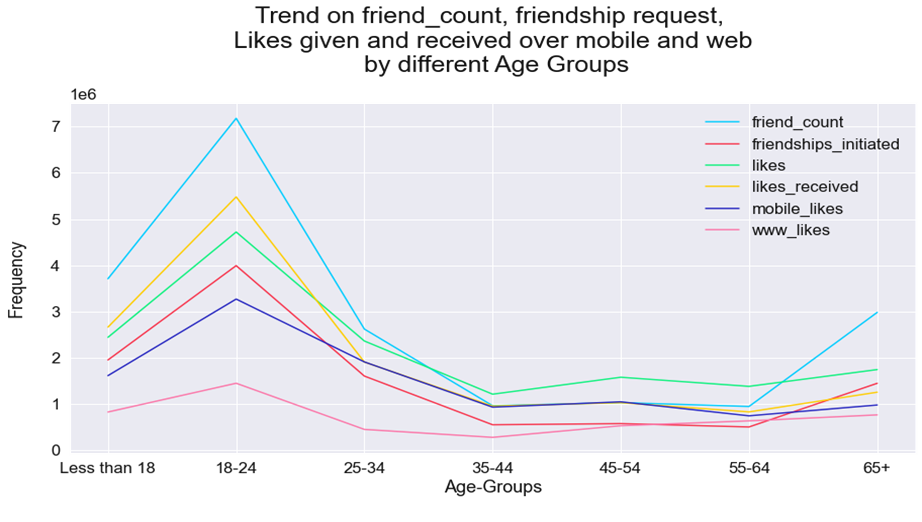 Trend on friend_count, friendship request,
Likes given and received over mobile and web
by different Age Groups
1e6
7
6
5
4
3
2
1
0
Frequency
friend_count
friendships_initiated
likes
likes_received
mobile_likes
www_likes
Less than 18 18-24 25-34 35-44 45-54 55-64 65+
Age-Groups